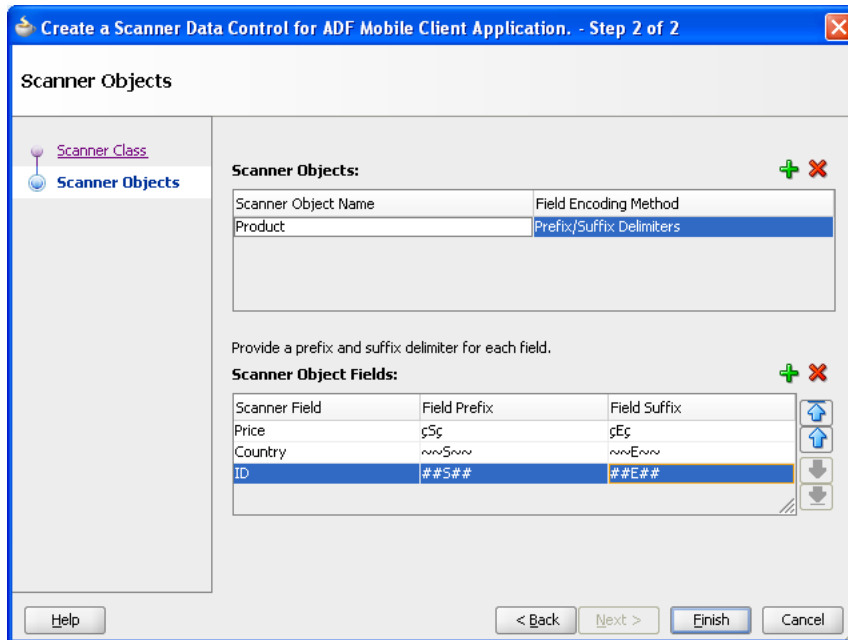 Create a Scanner Data Control for ADF Mobile Client Application. - Step 2 of 2
Scanner Objects
Scanner Class
Scanner Objects
Scanner Objects:
Scanner Object Name Field Encoding Method
Product Prefix/Suffix Delimiters
Provide a prefix and suffix delimiter for each field.
Scanner Object Fields:
Scanner Field Field Prefix Field Suffix
Price çSç çEç
Country ~~S~~ ~~E~~
ID ##S## ##E##
Help < Back Next > Finish Cancel